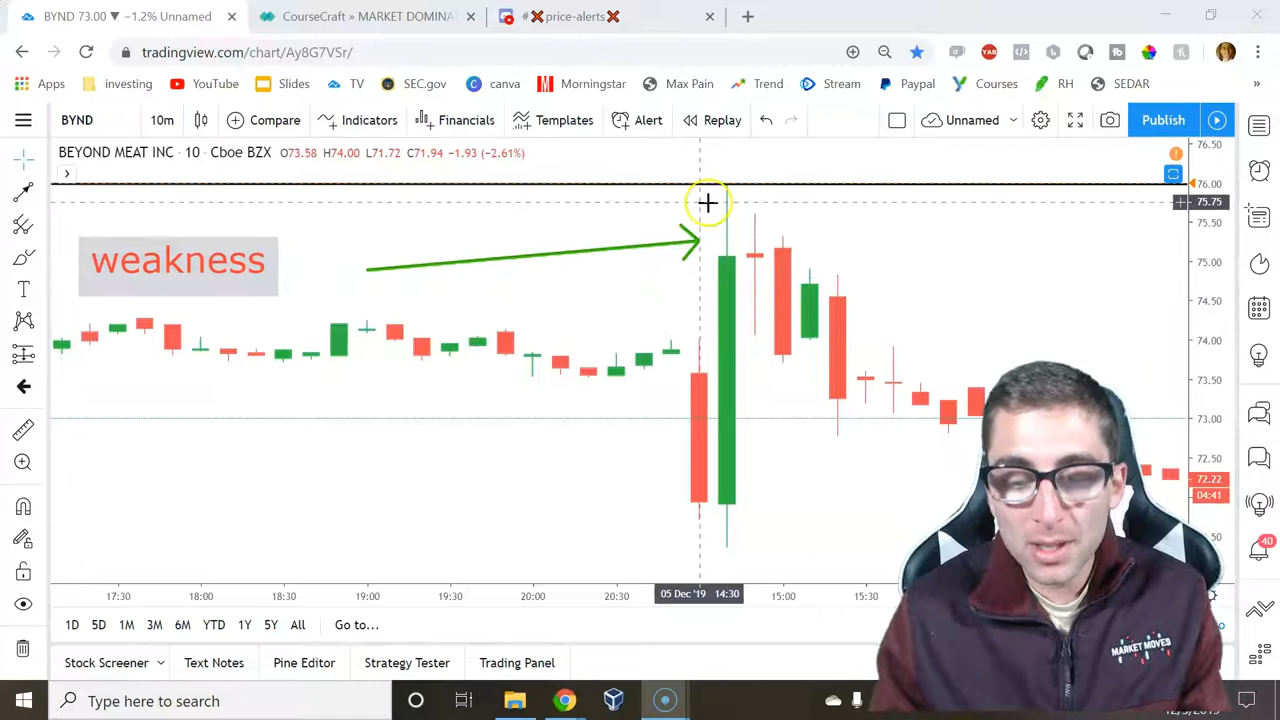 BYND 73.00 ▼ −1.2% Unnamed
CourseCraft » MARKET DOMINA
#❌price-alerts❌
tradingview.com/chart/Ay8G7VSr/
Apps investing YouTube Slides TV SEC.gov canva Morningstar Max Pain Trend Stream Paypal Courses RH SEDAR
BYND 10m Compare Indicators Financials Templates Alert Replay Unnamed Publish
BEYOND MEAT INC · 10 · Cboe BZX O73.58 H74.00 L71.72 C71.94 −1.93 (−2.61%)
weakness
76.50
76.00
75.75
75.50
75.00
74.50
74.00
73.50
73.00
72.50
72.22
04:41
40
17:30 18:00 18:30 19:00 19:30 20:00 20:30 05 Dec '19 14:30 15:00 15:30
1D 5D 1M 3M 6M YTD 1Y 5Y All Go to...
Stock Screener Text Notes Pine Editor Strategy Tester Trading Panel
MARKET MOVES
Type here to search